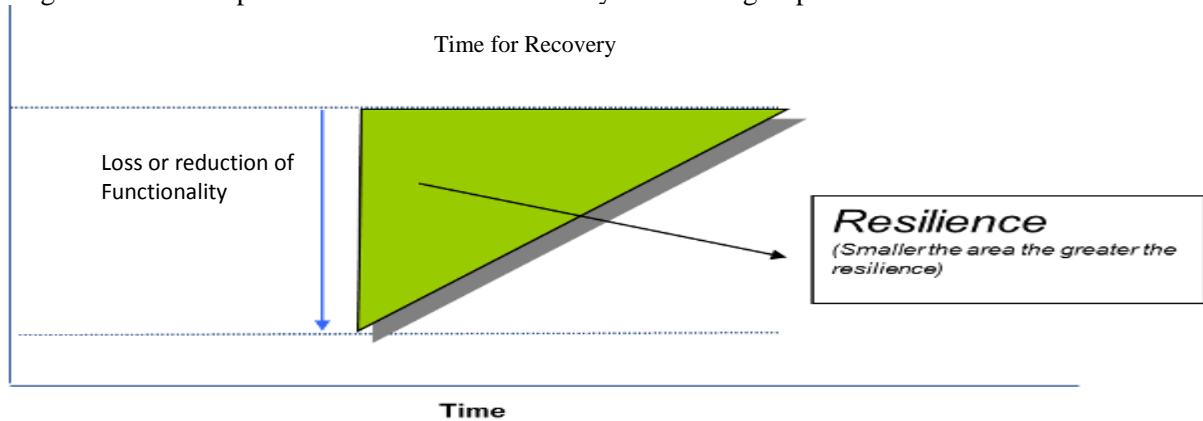 Time for Recovery
Loss or reduction of
Functionality
Resilience
(Smaller the area the greater the
resilience)
Time